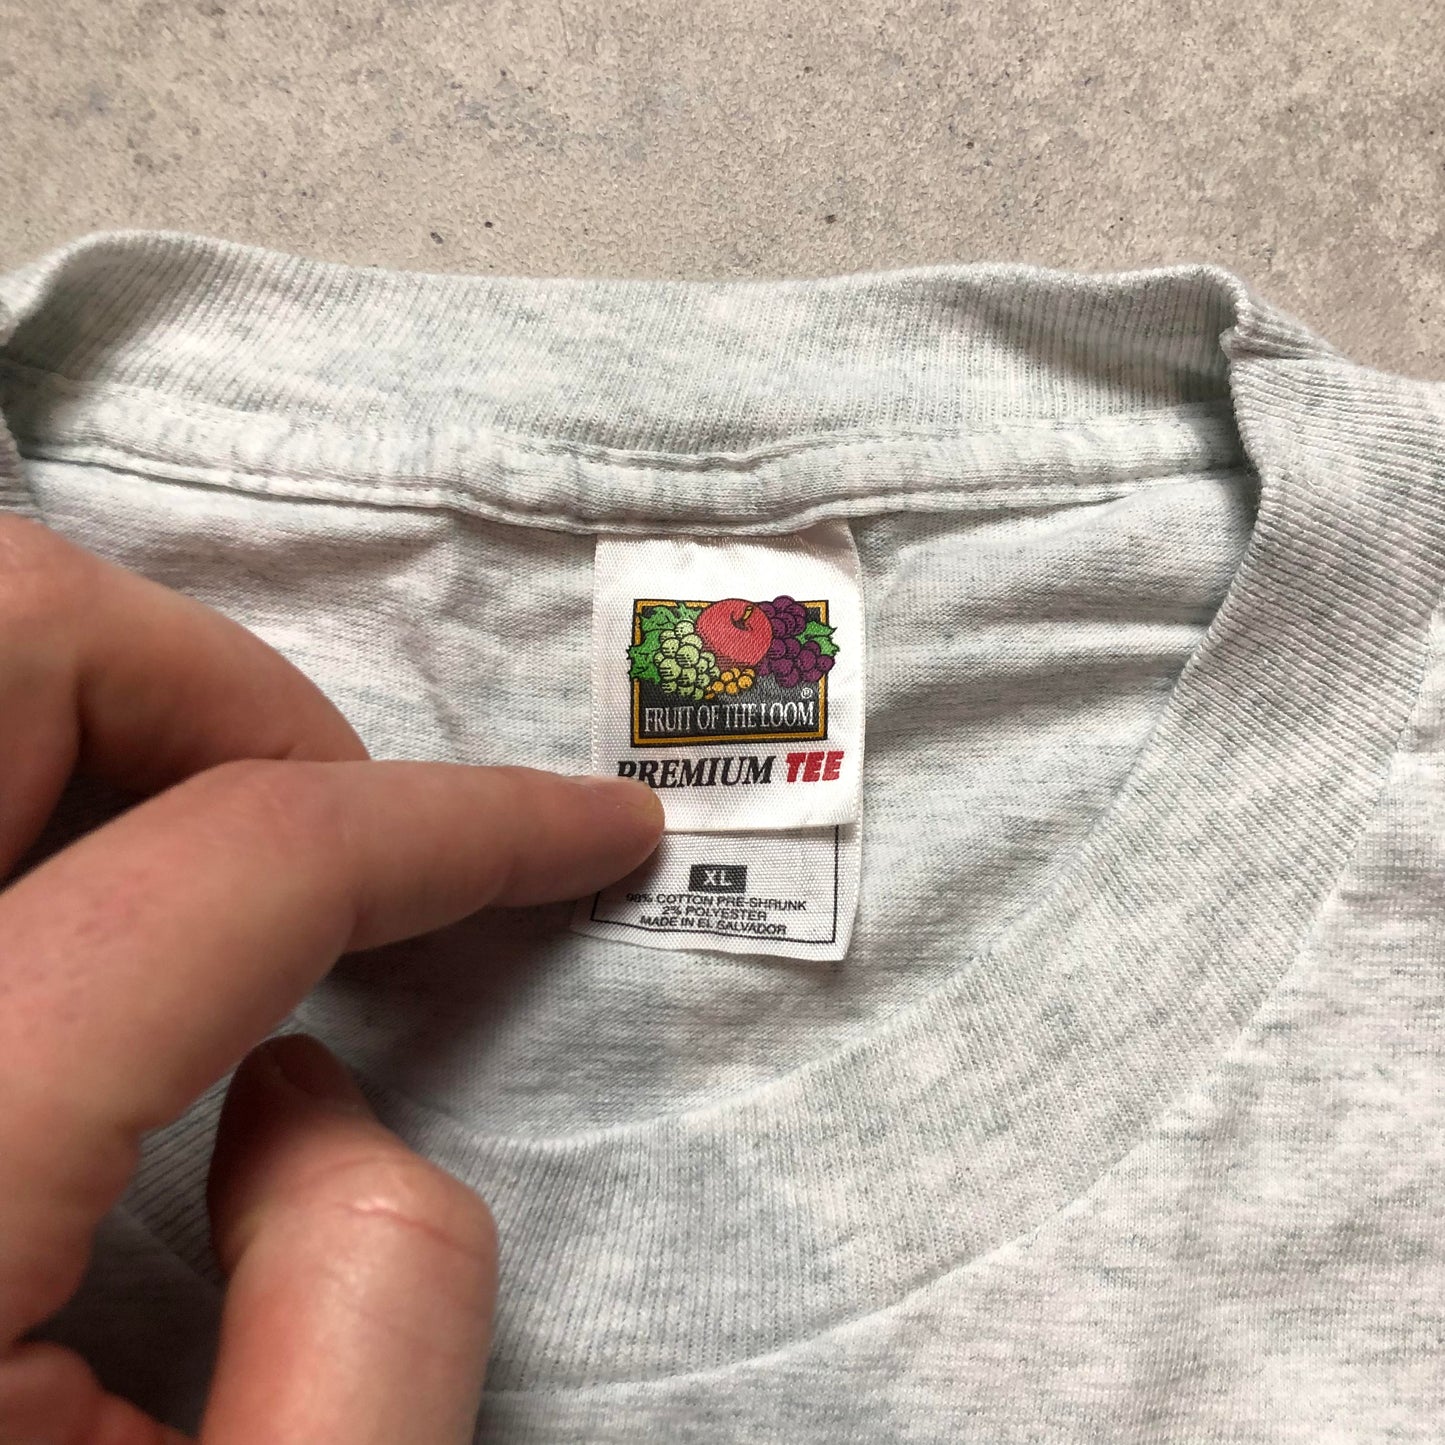 FRUIT OF THE LOOM ®
PREMIUM TEE
XL
98% COTTON PRE-SHRUNK
2% POLYESTER
MADE IN EL SALVADOR